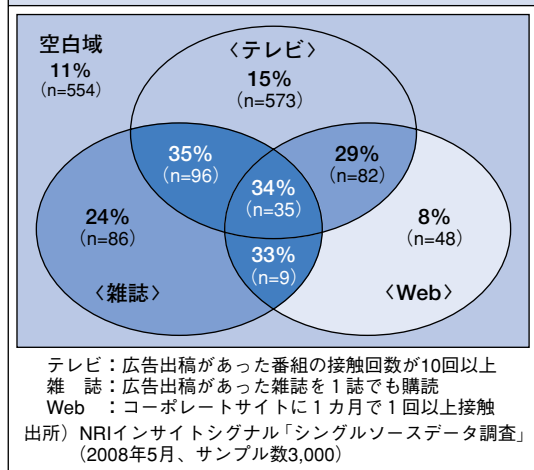 空白域
11%
(n=554)
〈テレビ〉
15%
(n=573)
35%
(n=96)
29%
(n=82)
34%
(n=35)
24%
(n=86)
8%
(n=48)
33%
(n=9)
〈雑誌〉
〈Web〉
テレビ：広告出稿があった番組の接触回数が10回以上
雑　誌：広告出稿があった雑誌を１誌でも購読
Web　：コーポレートサイトに１カ月で１回以上接触
出所）NRIインサイトシグナル「シングルソースデータ調査」
（2008年5月、サンプル数3,000）